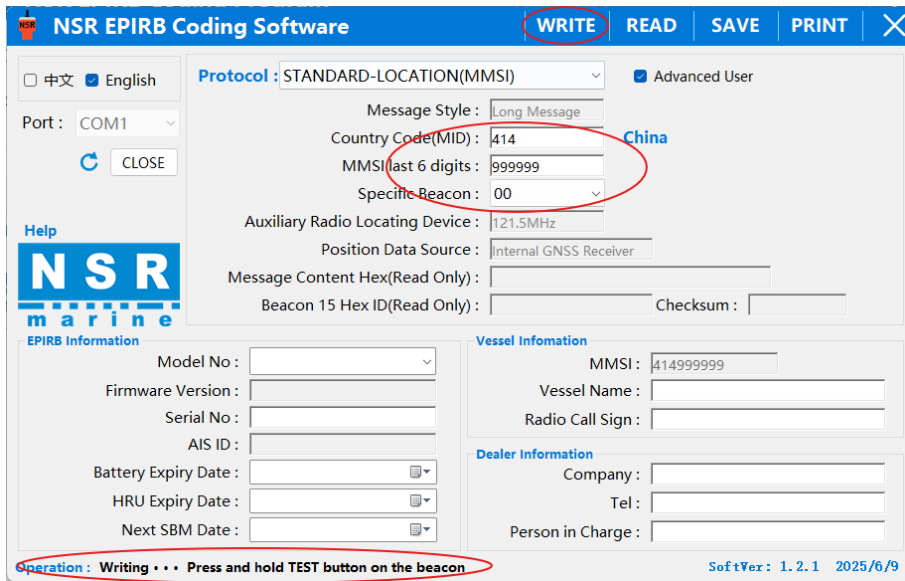 NSR EPIRB Coding Software WRITE READ SAVE PRINT
中文 English
Protocol : STANDARD-LOCATION(MMSI) Advanced User
Message Style : Long Message
Port : COM1
Country Code(MID) : 414 China
CLOSE
MMSI last 6 digits : 999999
Specific Beacon : 00
Auxiliary Radio Locating Device : 121.5MHz
Help
Position Data Source : Internal GNSS Receiver
NSR
marine
Message Content Hex(Read Only) :
Beacon 15 Hex ID(Read Only) : Checksum :
EPIRB Information
Model No :
Firmware Version :
Serial No :
AIS ID :
Battery Expiry Date :
HRU Expiry Date :
Next SBM Date :
Vessel Infomation
MMSI : 414999999
Vessel Name :
Radio Call Sign :
Dealer Information
Company :
Tel :
Person in Charge :
Operation : Writing · · · Press and hold TEST button on the beacon
SoftVer: 1.2.1 2025/6/9